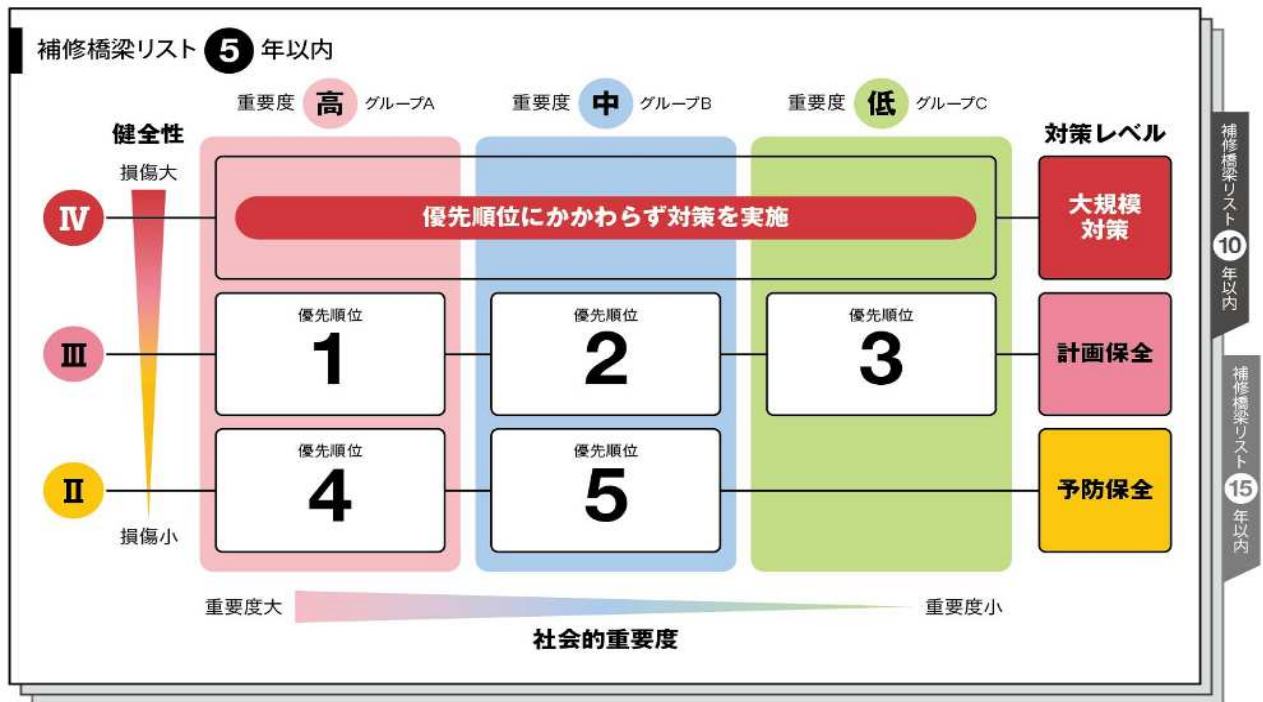 補修橋梁リスト 5 年以内
重要度 高 グループA
重要度 中 グループB
重要度 低 グループC
健全性
対策レベル
損傷大
Ⅳ
優先順位にかかわらず対策を実施
大規模
対策
Ⅲ
優先順位
1
優先順位
2
優先順位
3
計画保全
Ⅱ
優先順位
4
優先順位
5
予防保全
損傷小
重要度大
重要度小
社会的重要度
補修橋梁リスト 10 年以内
補修橋梁リスト 15 年以内